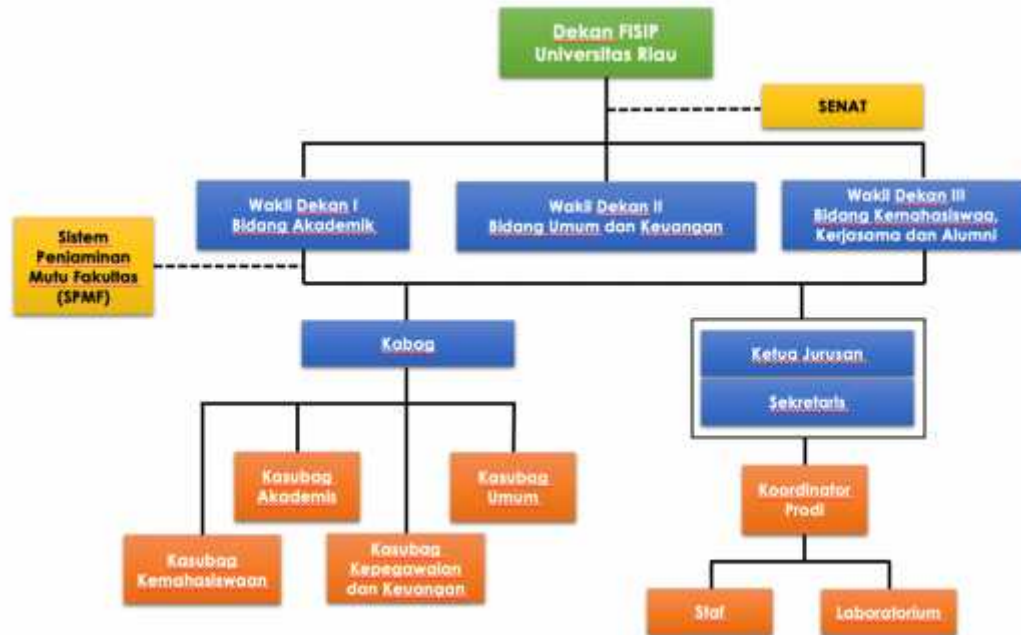 Dekan FISIP
Universitas Riau
SENAT
Wakil Dekan I
Bidang Akademik
Wakil Dekan II
Bidang Umum dan Keuangan
Wakil Dekan III
Bidang Kemahasiswaa,
Kerjasama dan Alumni
Sistem
Penjaminan
Mutu Fakultas
(SPMF)
Kabag
Ketua Jurusan
Sekretaris
Kasubag
Akademis
Kasubag
Umum
Koordinator
Prodi
Kasubag
Kemahasiswaan
Kasubag
Kepegawaian
dan Keuangan
Staf
Laboratorium